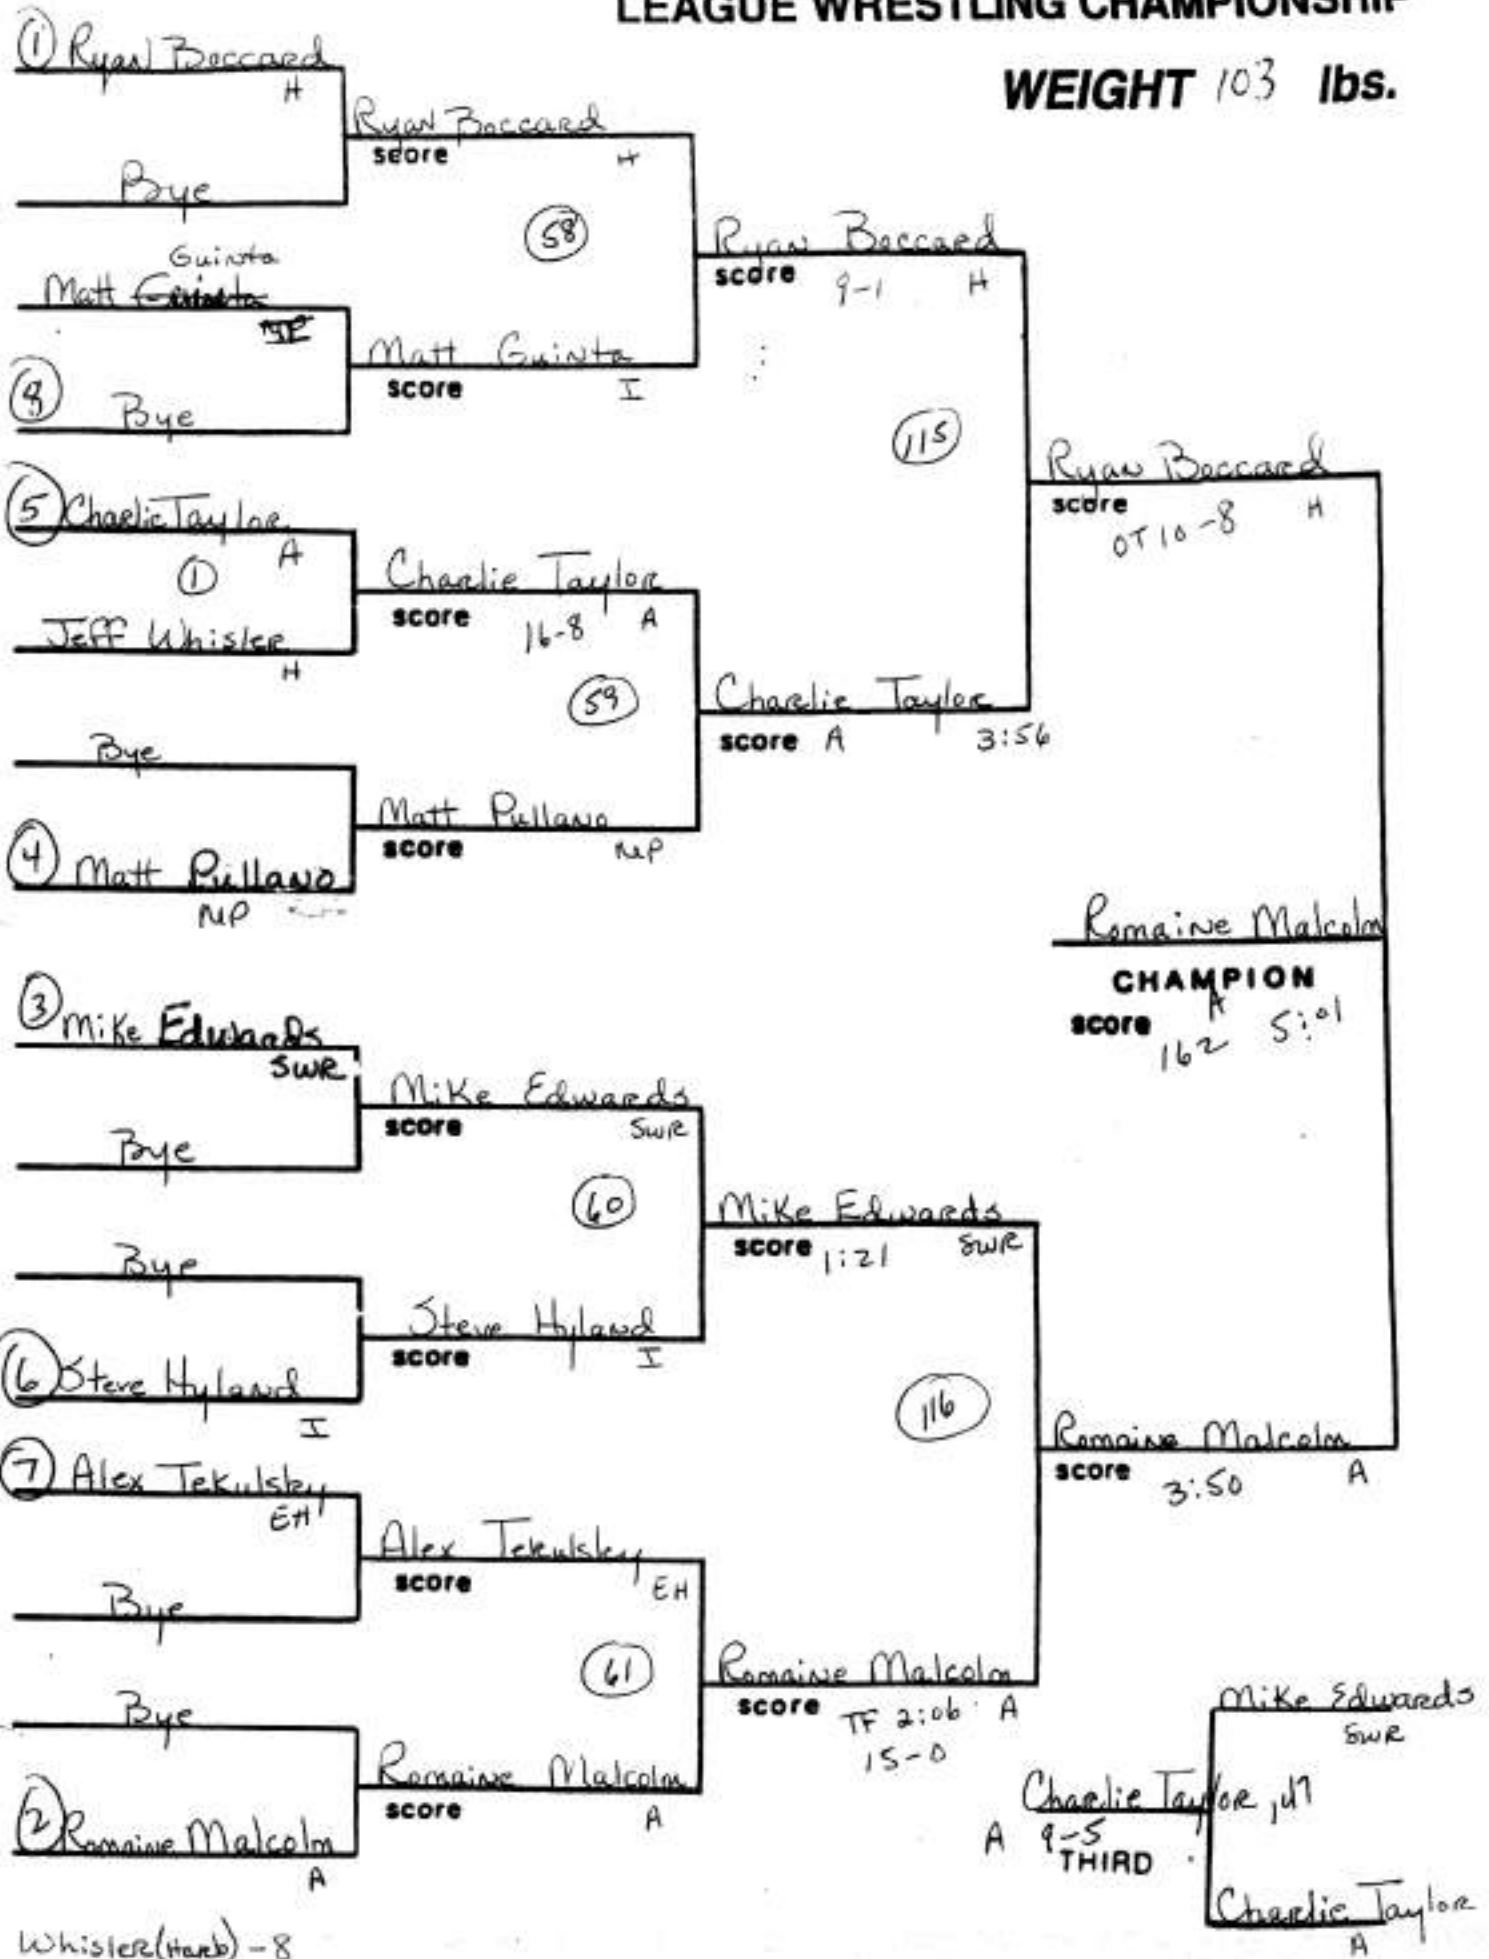 LEAGUE WRESTLING CHAMPIONSHIP
WEIGHT 103 lbs.
① Ryan Boccard
H
Bye
Ryan Boccard
score
H
Guinta
Matt
Matt Guinta
score
I
⑧ Bye
58
Ryan Boccard
score 9-1 H
⑤ Charlie Taylor
A
①
Jeff Whisler
H
Charlie Taylor
score 16-8 A
Bye
④ Matt Pullano
MP
Matt Pullano
score MP
59
Charlie Taylor
score A 3:56
115
Ryan Boccard
score OT 10-8 H
③ Mike Edwards
SWR
Bye
Mike Edwards
score SWR
Bye
⑥ Steve Hyland
I
Steve Hyland
score I
60
Mike Edwards
score 1:21 SWR
⑦ Alex Tekulsky
EH
Bye
Alex Tekulsky
score EH
Bye
② Romaine Malcolm
A
Romaine Malcolm
score A
61
Romaine Malcolm
score TF 2:06 A
15-0
116
Romaine Malcolm
score 3:50 A
Romaine Malcolm
CHAMPION
A
score 162 5:01
Mike Edwards
SWR
Charlie Taylor
A 9-5
THIRD
Charlie Taylor
A
Whisler (Harb) - 8